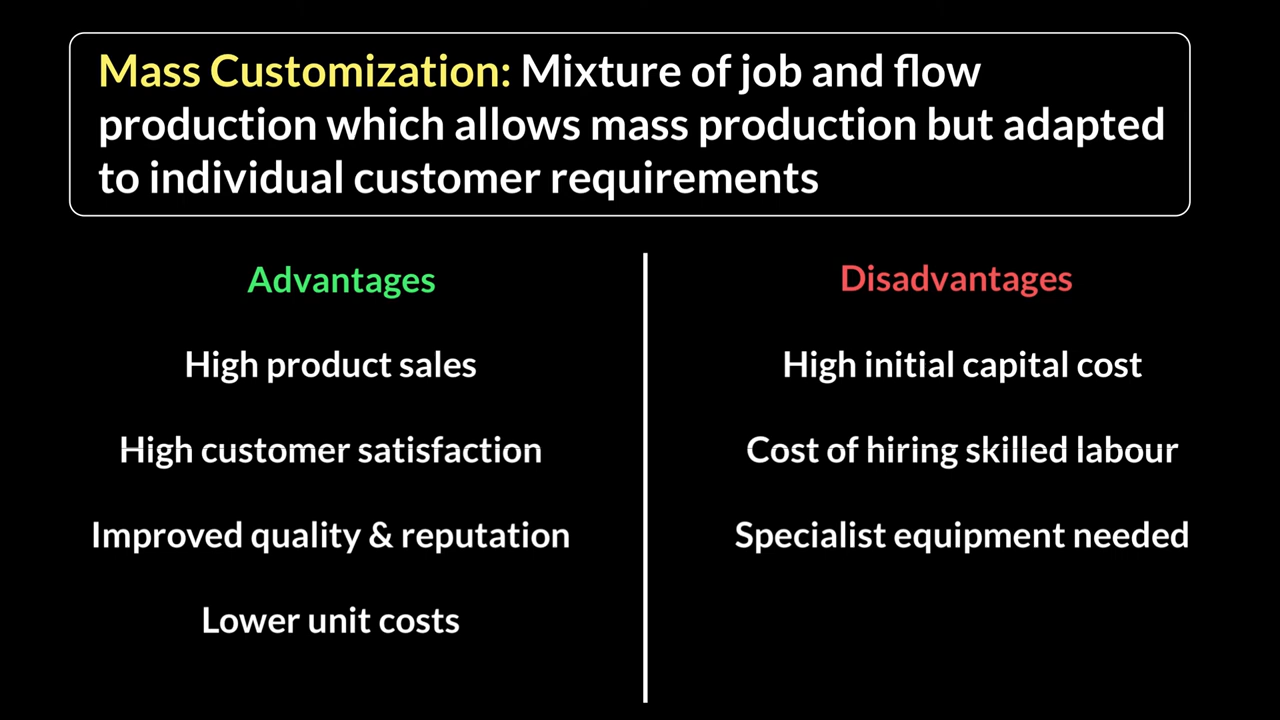 Mass Customization: Mixture of job and flow
production which allows mass production but adapted
to individual customer requirements
Advantages
High product sales
High customer satisfaction
Improved quality & reputation
Lower unit costs
Disadvantages
High initial capital cost
Cost of hiring skilled labour
Specialist equipment needed